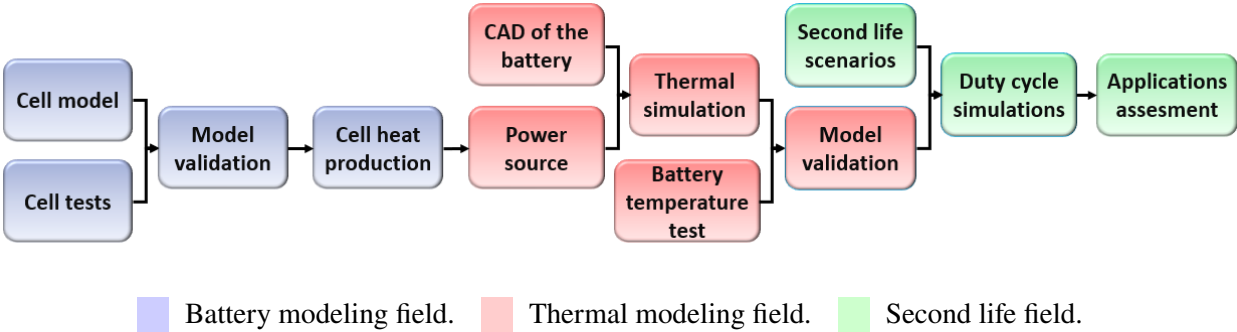 Cell model
Cell tests
Model
validation
Cell heat
production
CAD of the
battery
Power
source
Thermal
simulation
Battery
temperature
test
Model
validation
Second life
scenarios
Duty cycle
simulations
Applications
assesment
Battery modeling field.
Thermal modeling field.
Second life field.